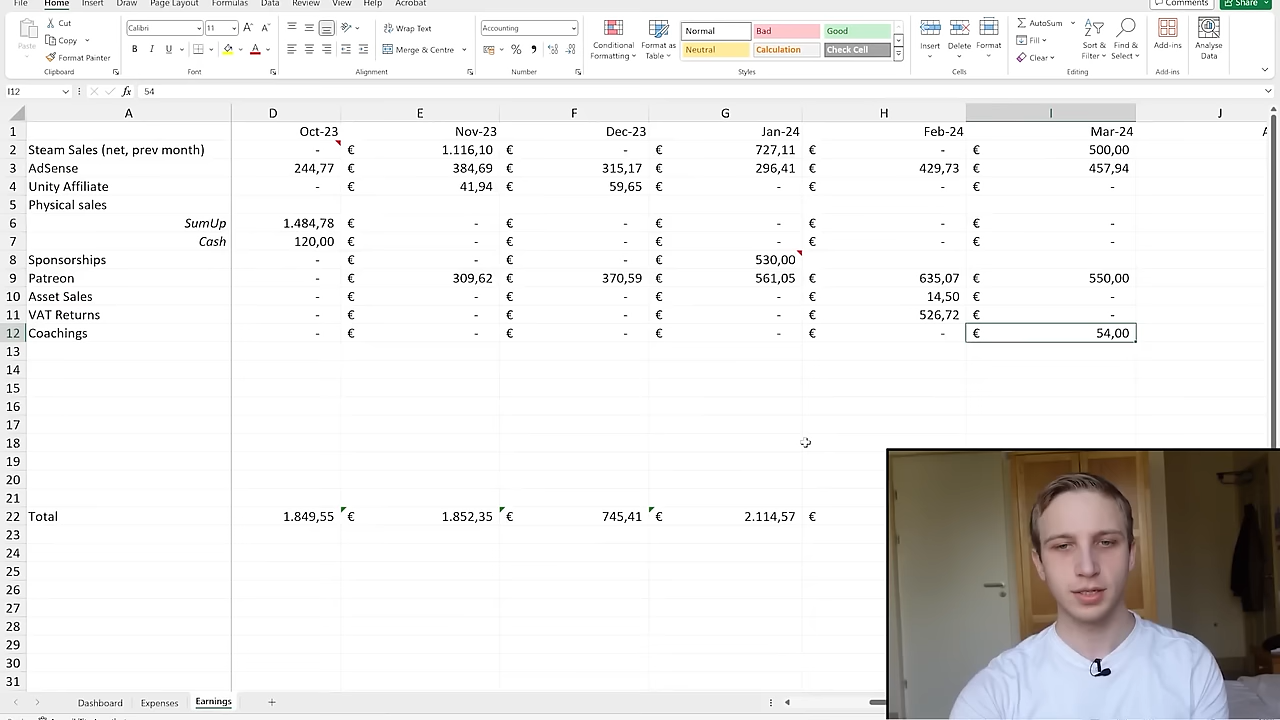 File Home Insert Draw Page Layout Formulas Data Review View Help Acrobat Comments Share
Paste Cut Copy Format Painter Clipboard
Calibri 11 A A B I U A Font
Wrap Text Merge & Centre Alignment
Accounting % Number
Conditional Formatting Format as Table Normal Bad Good Neutral Calculation Check Cell Styles
Insert Delete Format Cells
AutoSum Fill Clear Sort & Filter Find & Select Editing
Add-ins Add-ins
Analyse Data
I12 fx 54
A D E F G H I J
1 Oct-23 Nov-23 Dec-23 Jan-24 Feb-24 Mar-24 A
2 Steam Sales (net, prev month) - € 1.116,10 € - € 727,11 € - € 500,00
3 AdSense 244,77 € 384,69 € 315,17 € 296,41 € 429,73 € 457,94
4 Unity Affiliate - € 41,94 € 59,65 € - € - € -
5 Physical sales
6 SumUp 1.484,78 € - € - € - € - € -
7 Cash 120,00 € - € - € - € - € -
8 Sponsorships - € - € - € 530,00
9 Patreon - € 309,62 € 370,59 € 561,05 € 635,07 € 550,00
10 Asset Sales - € - € - € - € 14,50 € -
11 VAT Returns - € - € - € - € 526,72 € -
12 Coachings - € - € - € - € - € 54,00
13
14
15
16
17
18
19
20
21
22 Total 1.849,55 € 1.852,35 € 745,41 € 2.114,57 €
23
24
25
26
27
28
29
30
31
Dashboard Expenses Earnings